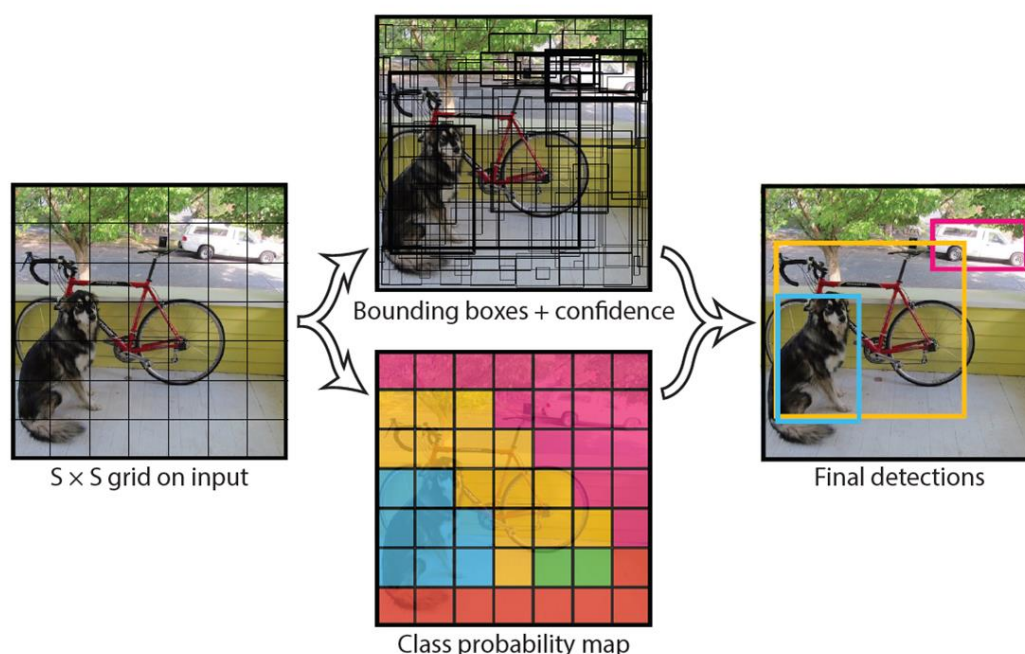 Bounding boxes + confidence
S × S grid on input
Final detections
Class probability map